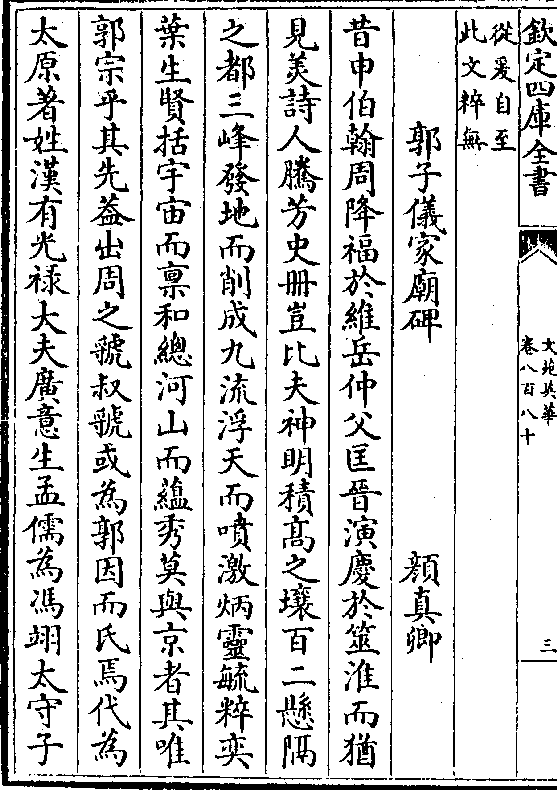 欽定四庫全書
文苑英華
卷八百八十
三
從爰自至
此文粹無
郭子儀家廟碑　顔真卿
昔申伯翰周降福於維岳仲父匡晉演慶於筮淮而猶
見羙詩人騰芳史冊豈比夫神明積髙之壤百二懸隔
之都三峰發地而削成九流浮天而噴激炳靈毓粹奕
葉生賢括宇宙而禀和總河山而藴秀莫與京者其唯
郭宗乎其先葢出周之虢叔虢或為郭因而氏焉代為
太原著姓漢有光禄大夫廣意生孟儒為馮翊太守子